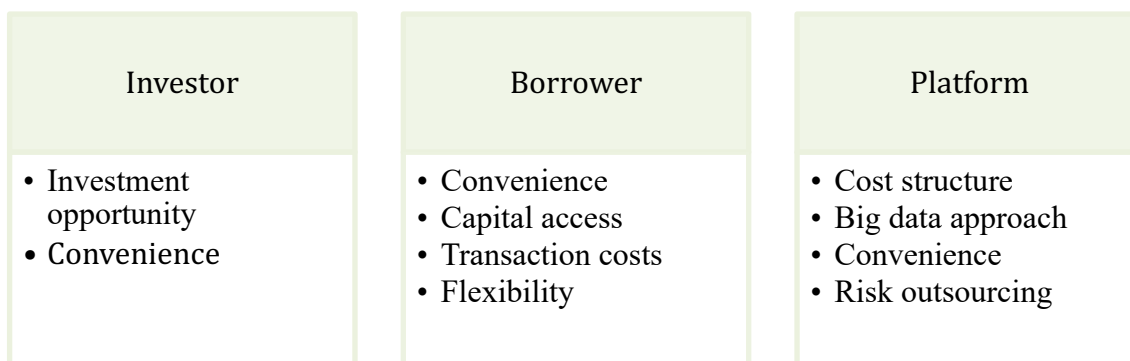 Investor
• Investment
opportunity
• Convenience
Borrower
• Convenience
• Capital access
• Transaction costs
• Flexibility
Platform
• Cost structure
• Big data approach
• Convenience
• Risk outsourcing